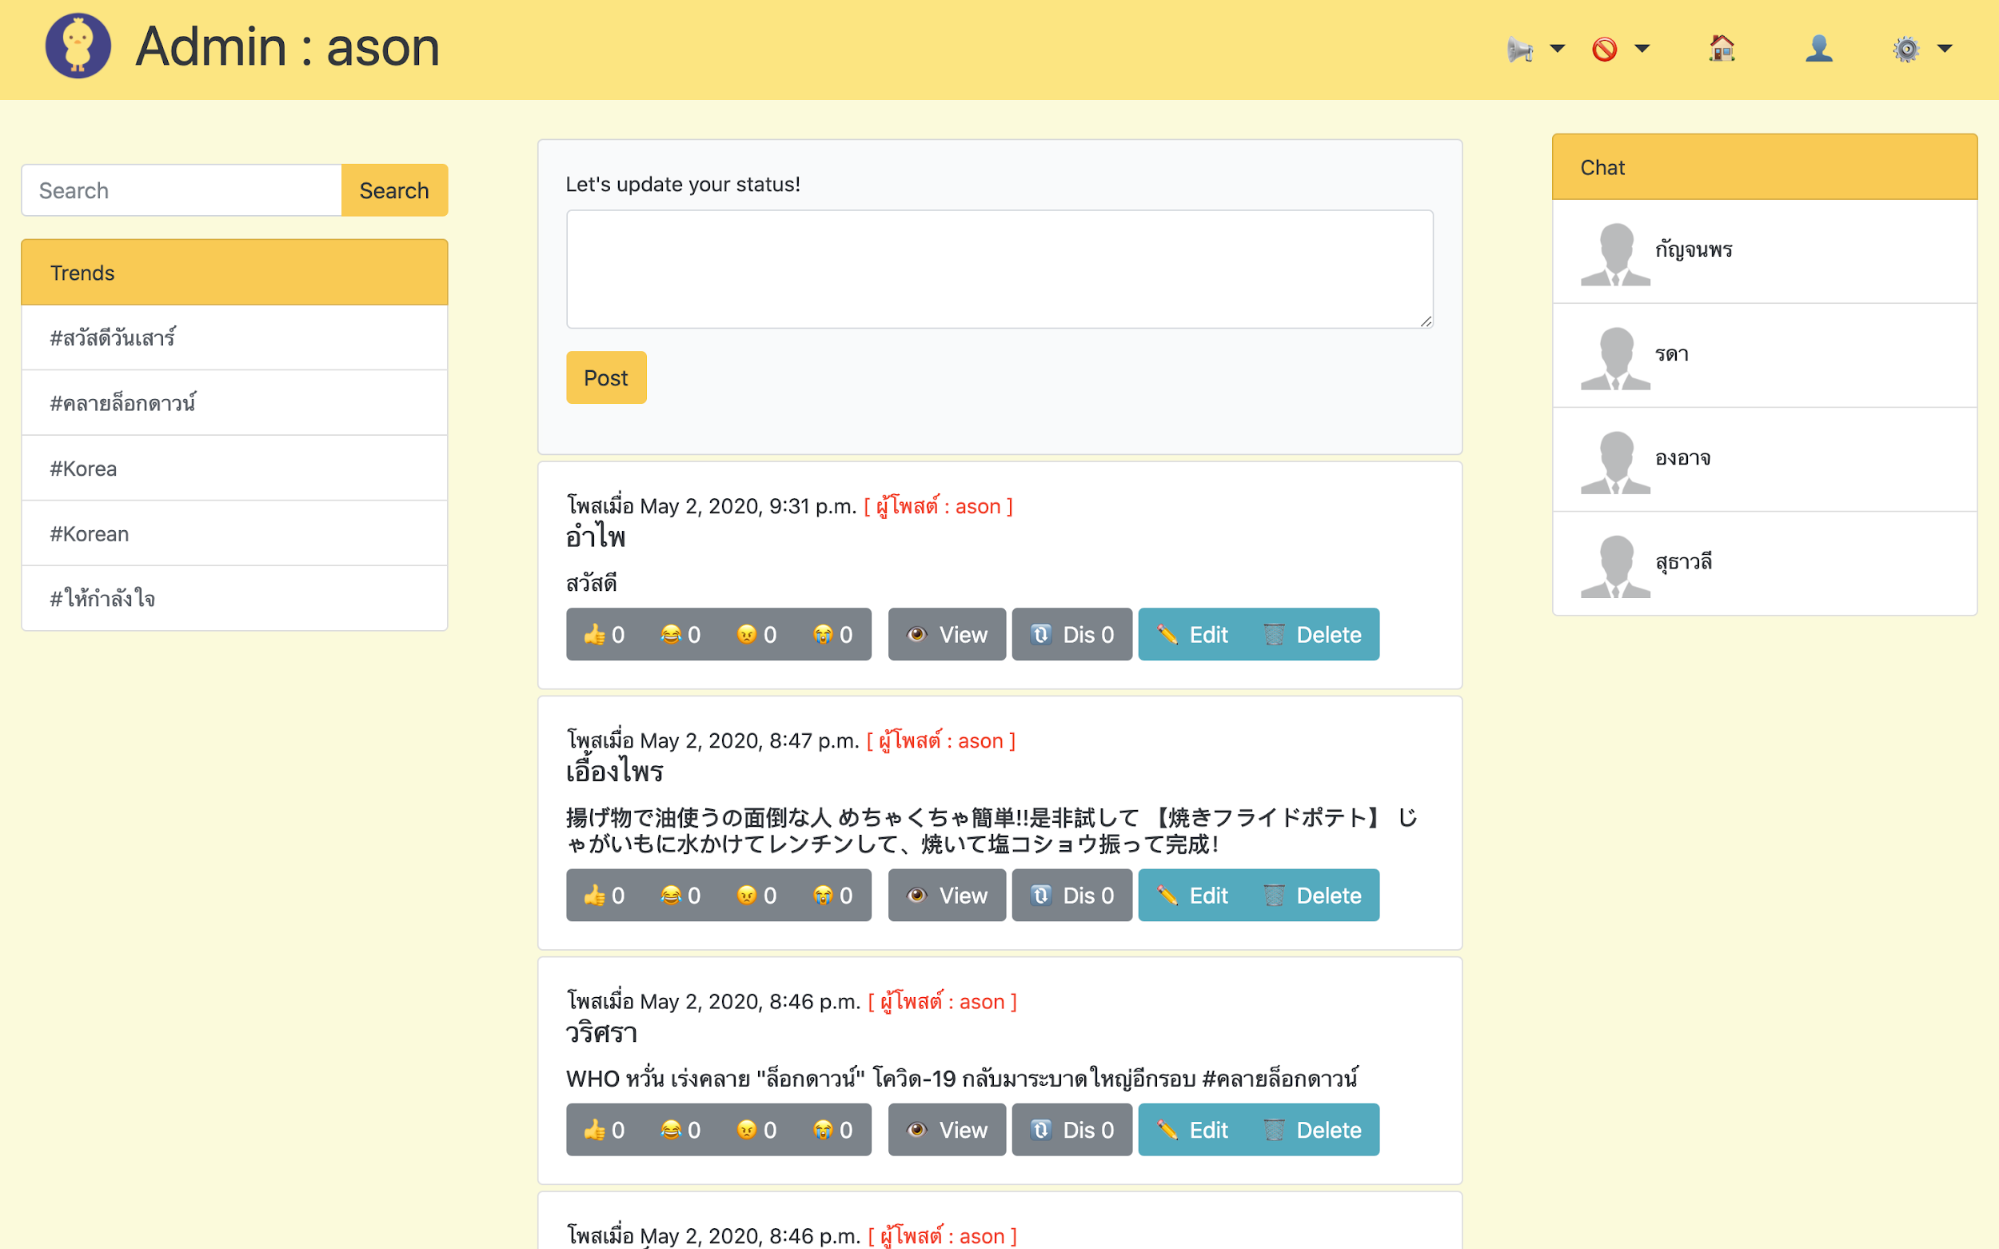 Admin : ason
Search
Search
Trends
#สวัสดีวันเสาร์
#คลายล็อกดาวน์
#Korea
#Korean
#ให้กำลังใจ
Let's update your status!
Post
โพสเมื่อ May 2, 2020, 9:31 p.m. [ ผู้โพสต์ : ason ]
อำไพ
สวัสดี
👍 0 😂 0 😠 0 😭 0 👁 View 🔃 Dis 0 ✏️ Edit 🗑 Delete
โพสเมื่อ May 2, 2020, 8:47 p.m. [ ผู้โพสต์ : ason ]
เอื้องไพร
揚げ物で油使うの面倒な人 めちゃくちゃ簡単!!是非試して 【焼きフライドポテト】 じ
ゃがいもに水かけてレンチンして、焼いて塩コショウ振って完成！
👍 0 😂 0 😠 0 😭 0 👁 View 🔃 Dis 0 ✏️ Edit 🗑 Delete
โพสเมื่อ May 2, 2020, 8:46 p.m. [ ผู้โพสต์ : ason ]
วริศรา
WHO หวั่น เร่งคลาย "ล็อกดาวน์" โควิด-19 กลับมาระบาดใหญ่อีกรอบ #คลายล็อกดาวน์
👍 0 😂 0 😠 0 😭 0 👁 View 🔃 Dis 0 ✏️ Edit 🗑 Delete
โพสเมื่อ May 2, 2020, 8:46 p.m. [ ผู้โพสต์ : ason ]
Chat
กัญจนพร
รดา
องอาจ
สุธาวลี